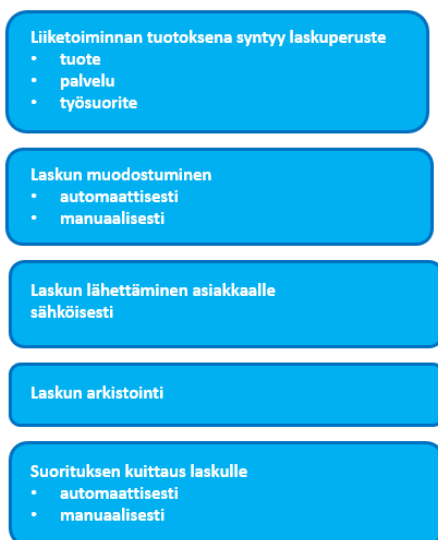 Liiketoiminnan tuotoksena syntyy laskuperuste
• tuote
• palvelu
• työsuorite
Laskun muodostuminen
• automaattisesti
• manuaalisesti
Laskun lähettäminen asiakkaalle
sähköisesti
Laskun arkistointi
Suorituksen kuittaus laskulle
• automaattisesti
• manuaalisesti